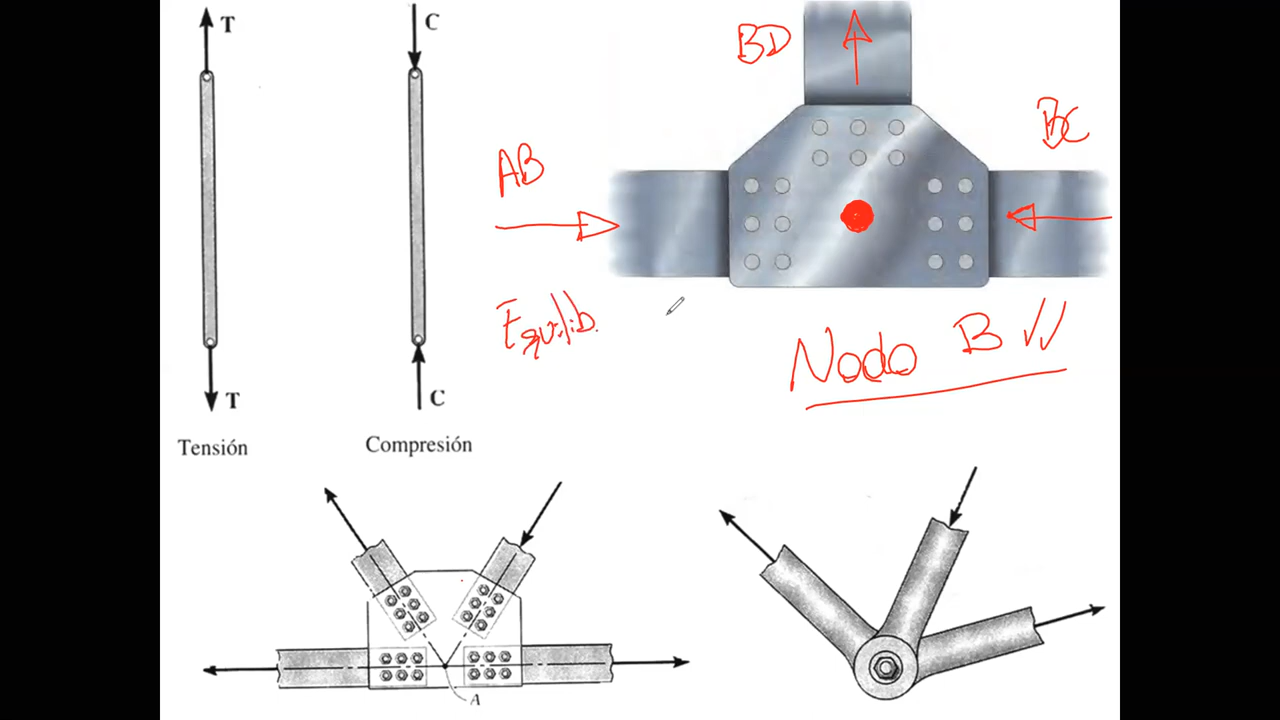 T
T
Tensión
C
C
Compresión
BD
AB
BC
Equilib.
Nodo B
A